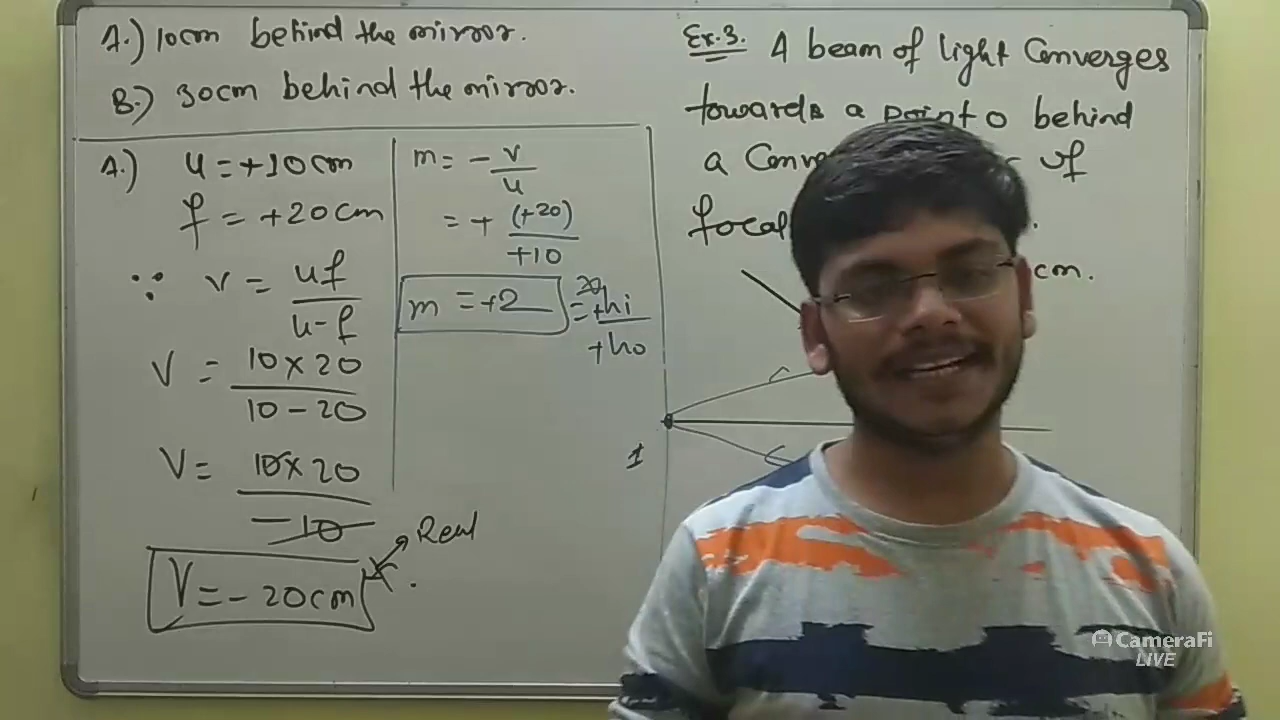 A.) 10cm behind the mirror.
B.) 30cm behind the mirror.
A.) u = +10cm
f = +20cm
∵ v = uf / u-f
V = 10 x 20 / 10 - 20
V = 10 x 20 / - 10
V = - 20cm
Real
m = - v / u
= + (+20) / +10
m = +2 = +hi / +ho
Ex.3. A beam of light Converges
towards a point o behind
a of
focal
cm.
I
CameraFi
LIVE